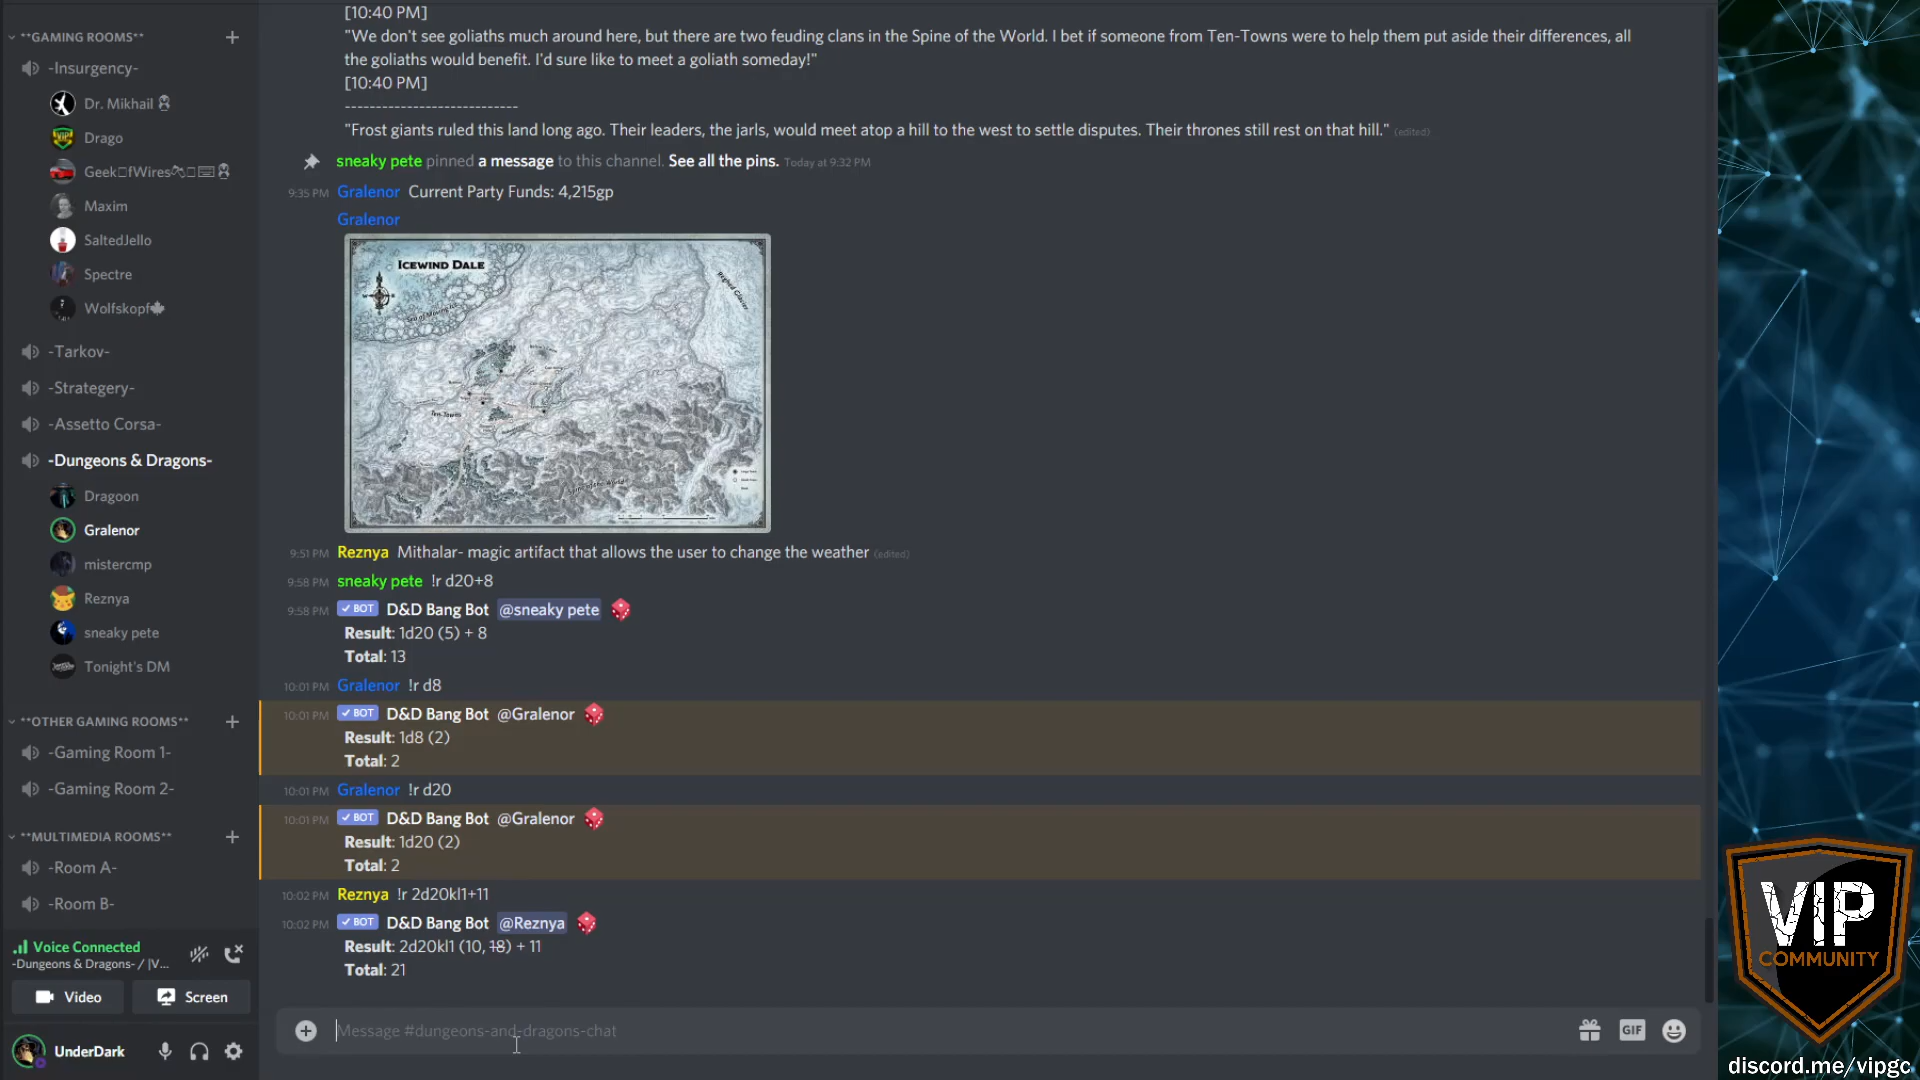 **GAMING ROOMS**
-Insurgency-
Dr. Mikhail
Drago
Geek▯fWires
Maxim
SaltedJello
Spectre
Wolfskopf
-Tarkov-
-Strategery-
-Assetto Corsa-
-Dungeons & Dragons-
Dragoon
Gralenor
mistercmp
Reznya
sneaky pete
Tonight's DM
**OTHER GAMING ROOMS**
-Gaming Room 1-
-Gaming Room 2-
**MULTIMEDIA ROOMS**
-Room A-
-Room B-
Voice Connected
-Dungeons & Dragons- / |V...
Video
Screen
UnderDark
[10:40 PM]
"We don't see goliaths much around here, but there are two feuding clans in the Spine of the World. I bet if someone from Ten-Towns were to help them put aside their differences, all
the goliaths would benefit. I'd sure like to meet a goliath someday!"
[10:40 PM]
----------------------------
"Frost giants ruled this land long ago. Their leaders, the jarls, would meet atop a hill to the west to settle disputes. Their thrones still rest on that hill." (edited)
sneaky pete pinned a message to this channel. See all the pins. Today at 9:32 PM
9:35 PM Gralenor Current Party Funds: 4,215gp
Gralenor
ICEWIND DALE
Sea of Moving Ice
Reghed Glacier
Ten-Towns
9:51 PM Reznya Mithalar- magic artifact that allows the user to change the weather (edited)
9:58 PM sneaky pete !r d20+8
9:58 PM BOT D&D Bang Bot @sneaky pete
Result: 1d20 (5) + 8
Total: 13
10:01 PM Gralenor !r d8
10:01 PM BOT D&D Bang Bot @Gralenor
Result: 1d8 (2)
Total: 2
10:01 PM Gralenor !r d20
10:01 PM BOT D&D Bang Bot @Gralenor
Result: 1d20 (2)
Total: 2
10:02 PM Reznya !r 2d20kl1+11
10:02 PM BOT D&D Bang Bot @Reznya
Result: 2d20kl1 (10, 18) + 11
Total: 21
Message #dungeons-and-dragons-chat
GIF
VIP
COMMUNITY
discord.me/vipgc